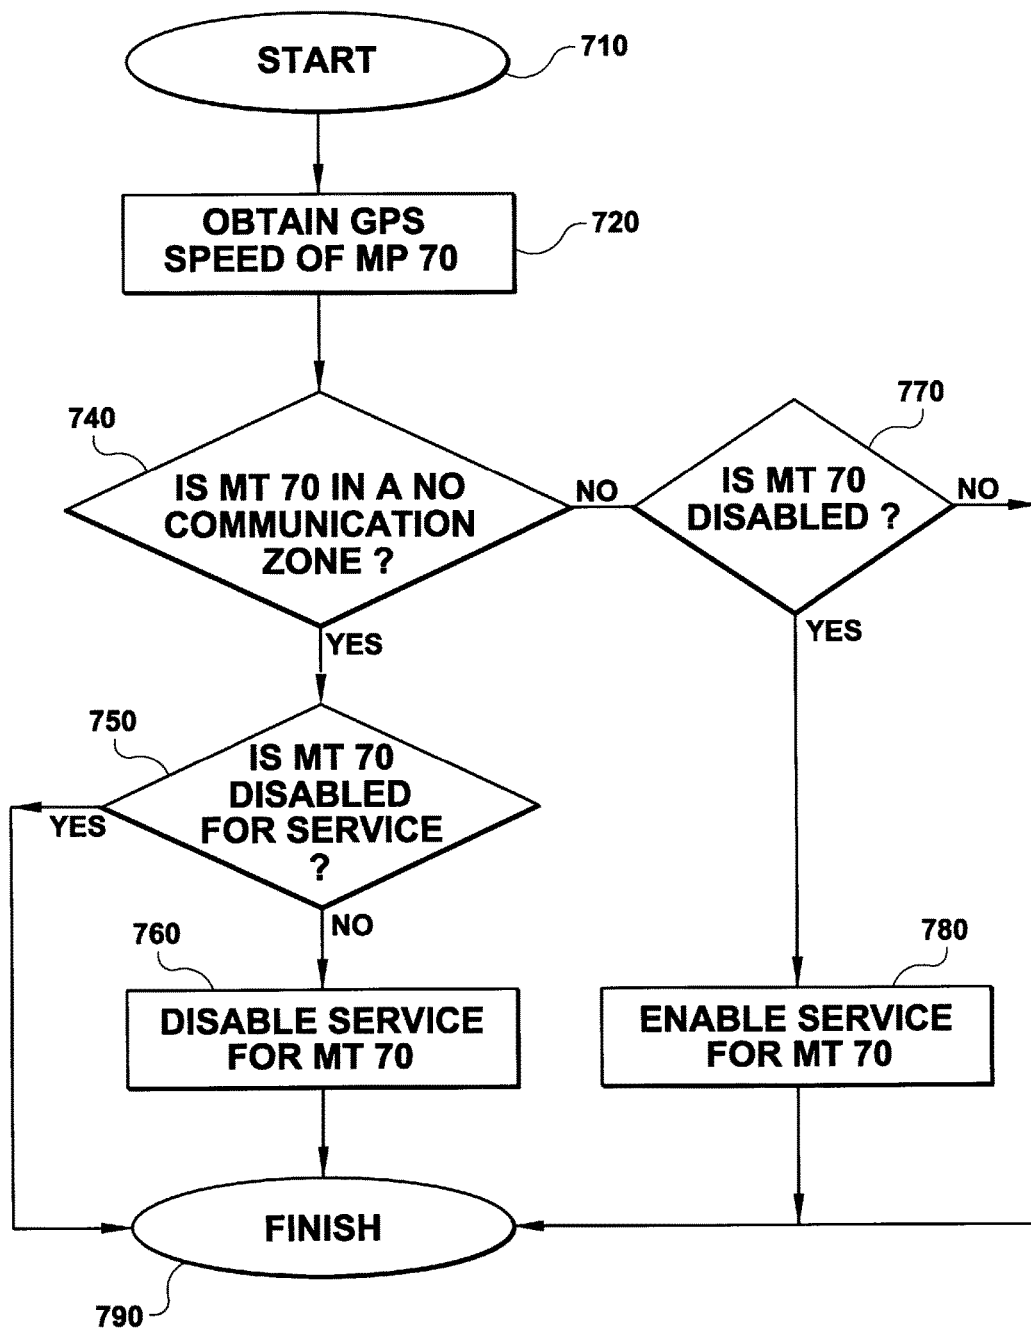 START
710
OBTAIN GPS
SPEED OF MP 70
720
740
IS MT 70 IN A NO
COMMUNICATION
ZONE ?
NO
770
IS MT 70
DISABLED ?
NO
YES
YES
750
IS MT 70
DISABLED
FOR SERVICE
?
YES
NO
760
DISABLE SERVICE
FOR MT 70
780
ENABLE SERVICE
FOR MT 70
FINISH
790